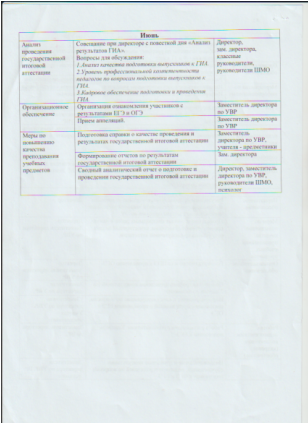 Июнь
Анализ проведения государственной итоговой аттестации
Совещание при директоре с повесткой дня «Анализ
результатов ГИА».
Вопросы для обсуждения:
1.Анализ качества подготовки выпускников к ГИА
2.Уровень профессиональной компетентности
педагогов по вопросам подготовки выпускников к
ГИА
3.Кадровое обеспечение подготовки и проведения
ГИА
Директор,
зам. директора,
классные
руководители,
руководители ШМО
Организационное
обеспечение
Организация ознакомления участников с
результатами ЕГЭ и ОГЭ
Заместитель директора
по УВР
Прием апелляций
Заместитель директора
по УВР
Меры по
повышению
качества
преподавания
учебных
предметов
Подготовка справки о качестве проведения и
результатах государственной итоговой аттестации
Заместитель
директора по УВР,
учителя - предметники
Формирование отчетов по результатам
государственной итоговой аттестации
Зам. директора
Сводный аналитический отчет о подготовке и
проведении государственной итоговой аттестации
Директор, заместитель
директора по УВР,
руководители ШМО,